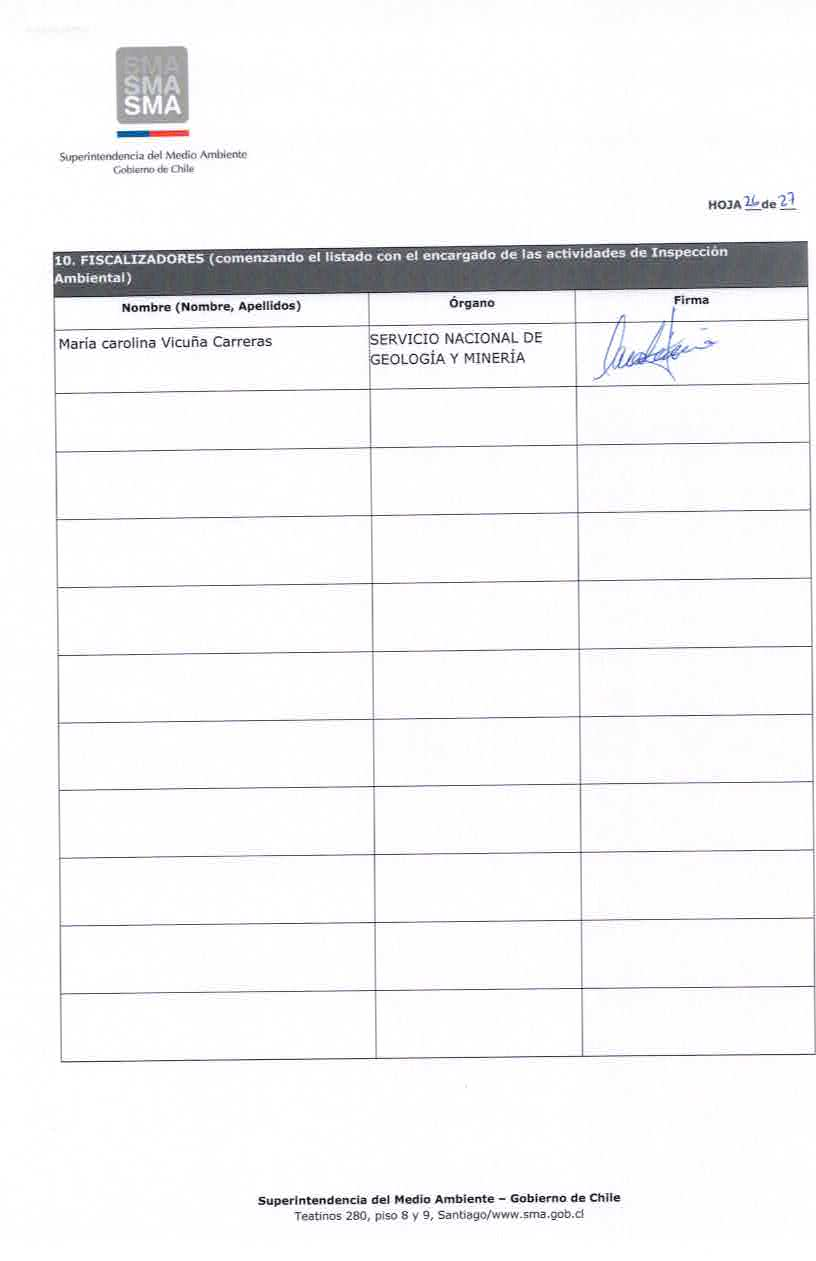 SMA
SMA
SMA
Superintendencia del Medio Ambiente
Gobierno de Chile
HOJA 26 de 27
10. FISCALIZADORES (comenzando el listado con el encargado de las actividades de Inspección
Ambiental)
Nombre (Nombre, Apellidos) Órgano Firma
María carolina Vicuña Carreras SERVICIO NACIONAL DE
GEOLOGÍA Y MINERÍA
Superintendencia del Medio Ambiente – Gobierno de Chile
Teatinos 280, piso 8 y 9, Santiago/www.sma.gob.cl